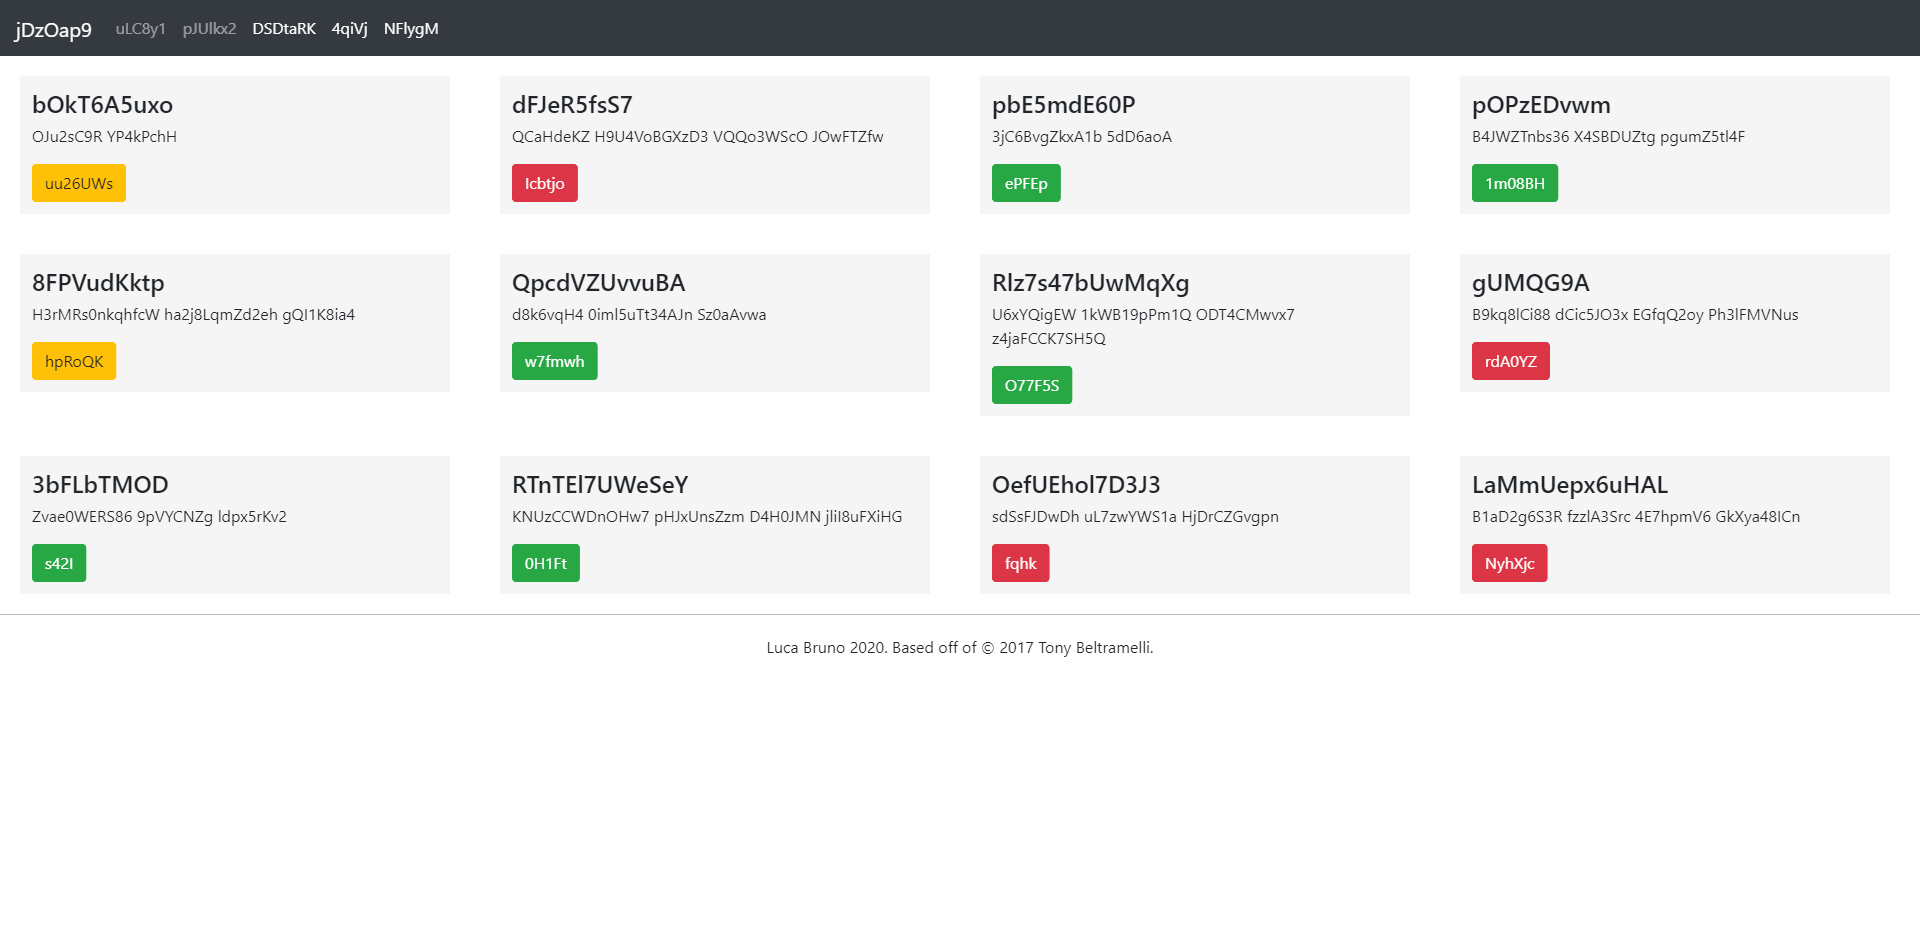 jDzOap9 uLC8y1 pJUlkx2 DSDtaRK 4qiVj NFlygM
bOkT6A5uxo
OJu2sC9R YP4kPchH
uu26UWs
dFJeR5fsS7
QCaHdeKZ H9U4VoBGXzD3 VQQo3WScO JOwFTZfw
Icbtjo
pbE5mdE60P
3jC6BvgZkxA1b 5dD6aoA
ePFEp
pOPzEDvwm
B4JWZTnbs36 X4SBDUZtg pgumZ5tl4F
1m08BH
8FPVudKktp
H3rMRs0nkqhfcW ha2j8LqmZd2eh gQI1K8ia4
hpRoQK
QpcdVZUvvuBA
d8k6vqH4 0iml5uTt34AJn Sz0aAvwa
w7fmwh
Rlz7s47bUwMqXg
U6xYQigEW 1kWB19pPm1Q ODT4CMwvx7
z4jaFCCK7SH5Q
O77F5S
gUMQG9A
B9kq8lCi88 dCic5JO3x EGfqQ2oy Ph3lFMVNus
rdA0YZ
3bFLbTMOD
Zvae0WERS86 9pVYCNZg ldpx5rKv2
s42I
RTnTEl7UWeSeY
KNUzCCWDnOHw7 pHJxUnsZzm D4H0JMN jliI8uFXiHG
0H1Ft
OefUEhol7D3J3
sdSsFJDwDh uL7zwYWS1a HjDrCZGvgpn
fqhk
LaMmUepx6uHAL
B1aD2g6S3R fzzlA3Src 4E7hpmV6 GkXya48ICn
NyhXjc
Luca Bruno 2020. Based off of © 2017 Tony Beltramelli.